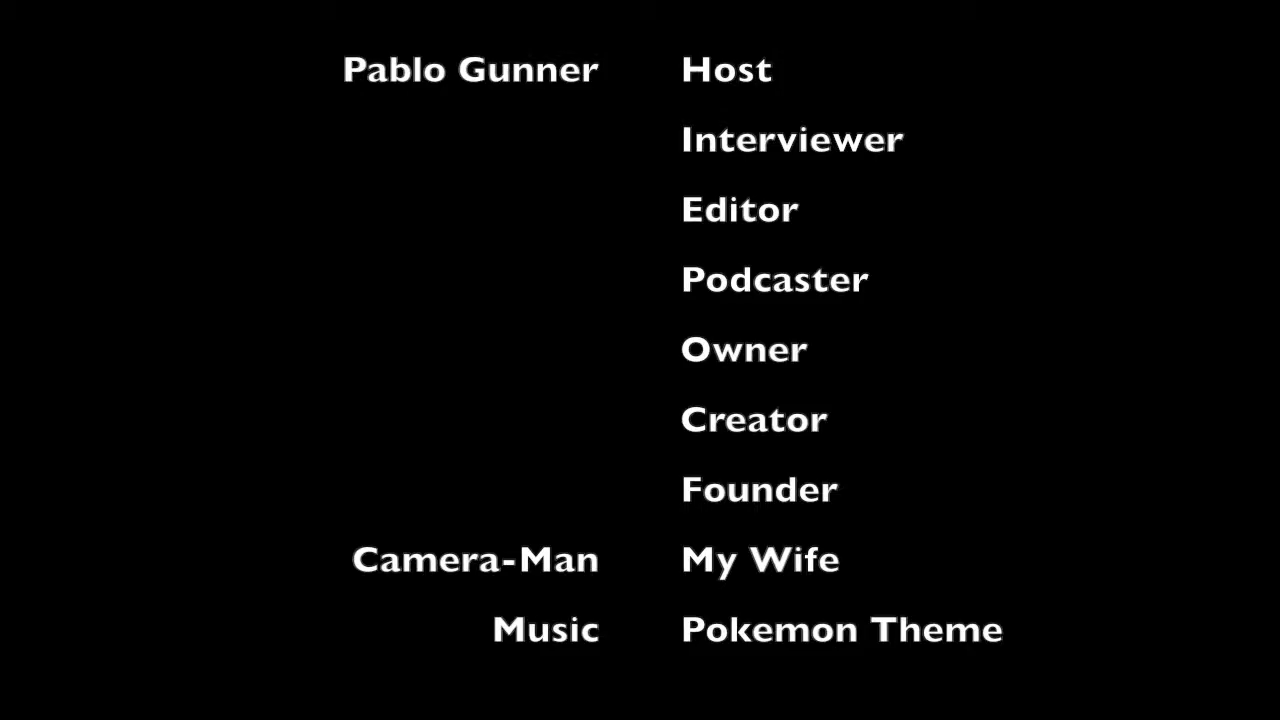 Pablo Gunner Host
Interviewer
Editor
Podcaster
Owner
Creator
Founder
Camera-Man My Wife
Music Pokemon Theme